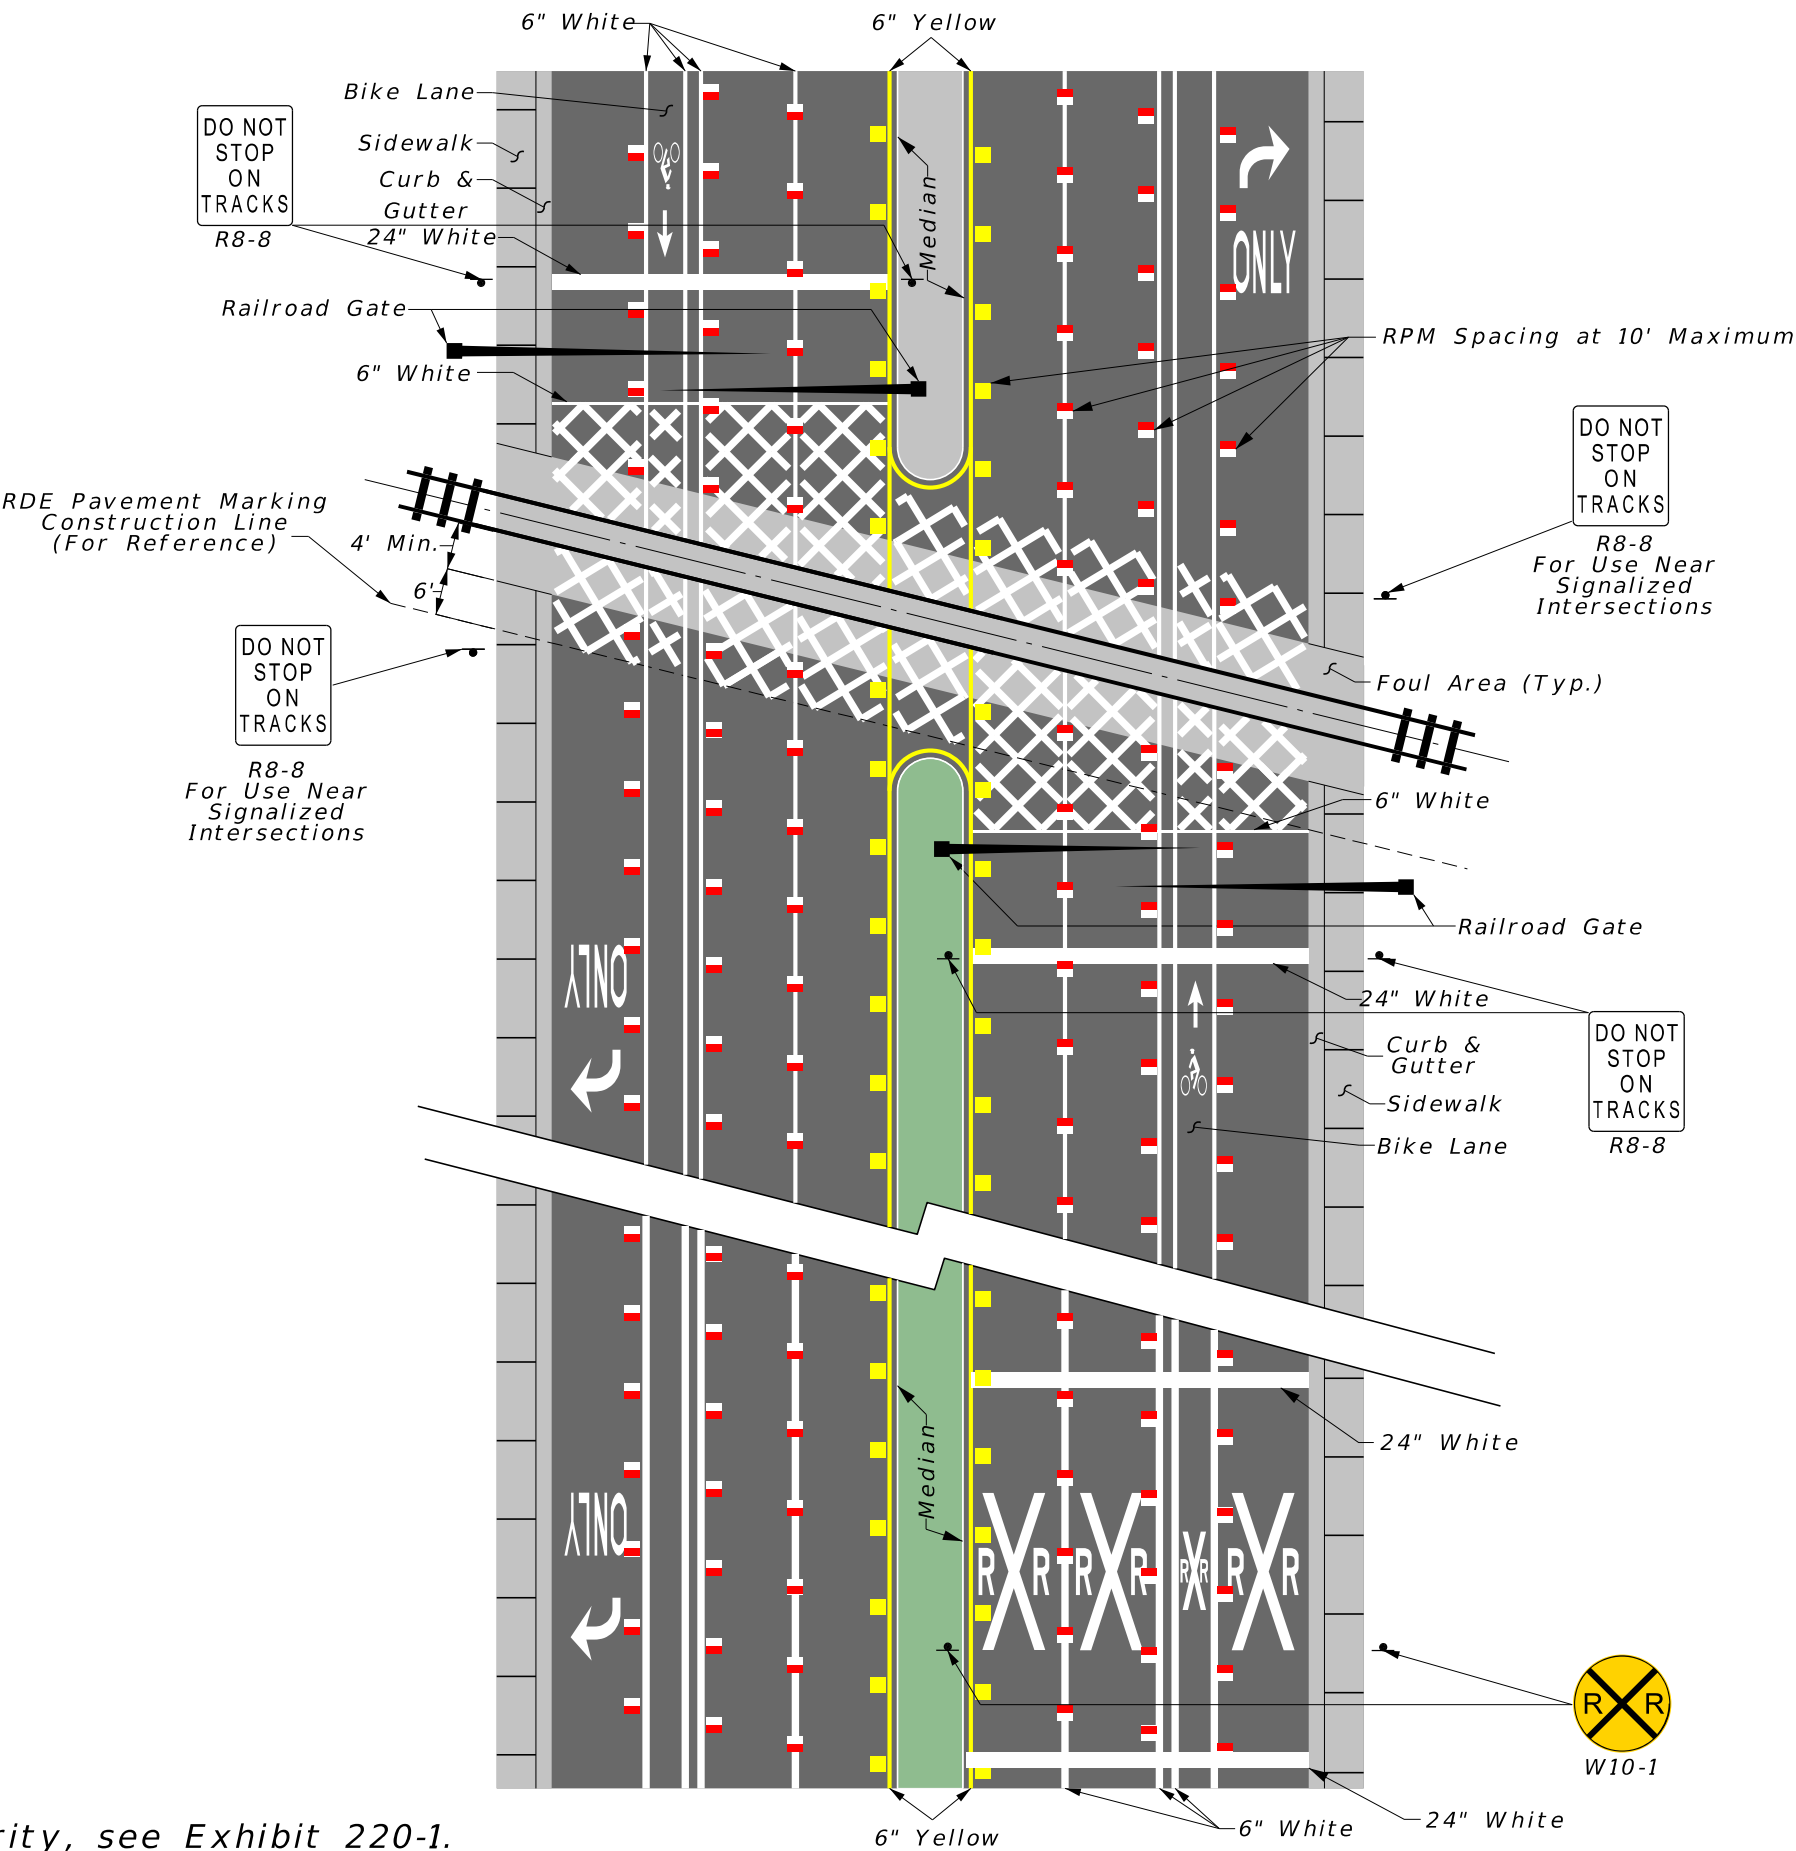 6" White
6" Yellow
Bike Lane
DO NOT
STOP
ON
TRACKS
R8-8
Sidewalk
Curb &
Gutter
24" White
Median
ONLY
Railroad Gate
RPM Spacing at 10' Maximum
6" White
DO NOT
STOP
ON
TRACKS
R8-8
For Use Near
Signalized
Intersections
RDE Pavement Marking
Construction Line
(For Reference)
4' Min.
6'
DO NOT
STOP
ON
TRACKS
R8-8
For Use Near
Signalized
Intersections
Foul Area (Typ.)
6" White
Railroad Gate
ONLY
24" White
DO NOT
STOP
ON
TRACKS
R8-8
Curb &
Gutter
Sidewalk
Bike Lane
24" White
Median
ONLY
R R
R R
R R
R R
R R
W10-1
24" White
6" White
6" Yellow
rity, see Exhibit 220-1.